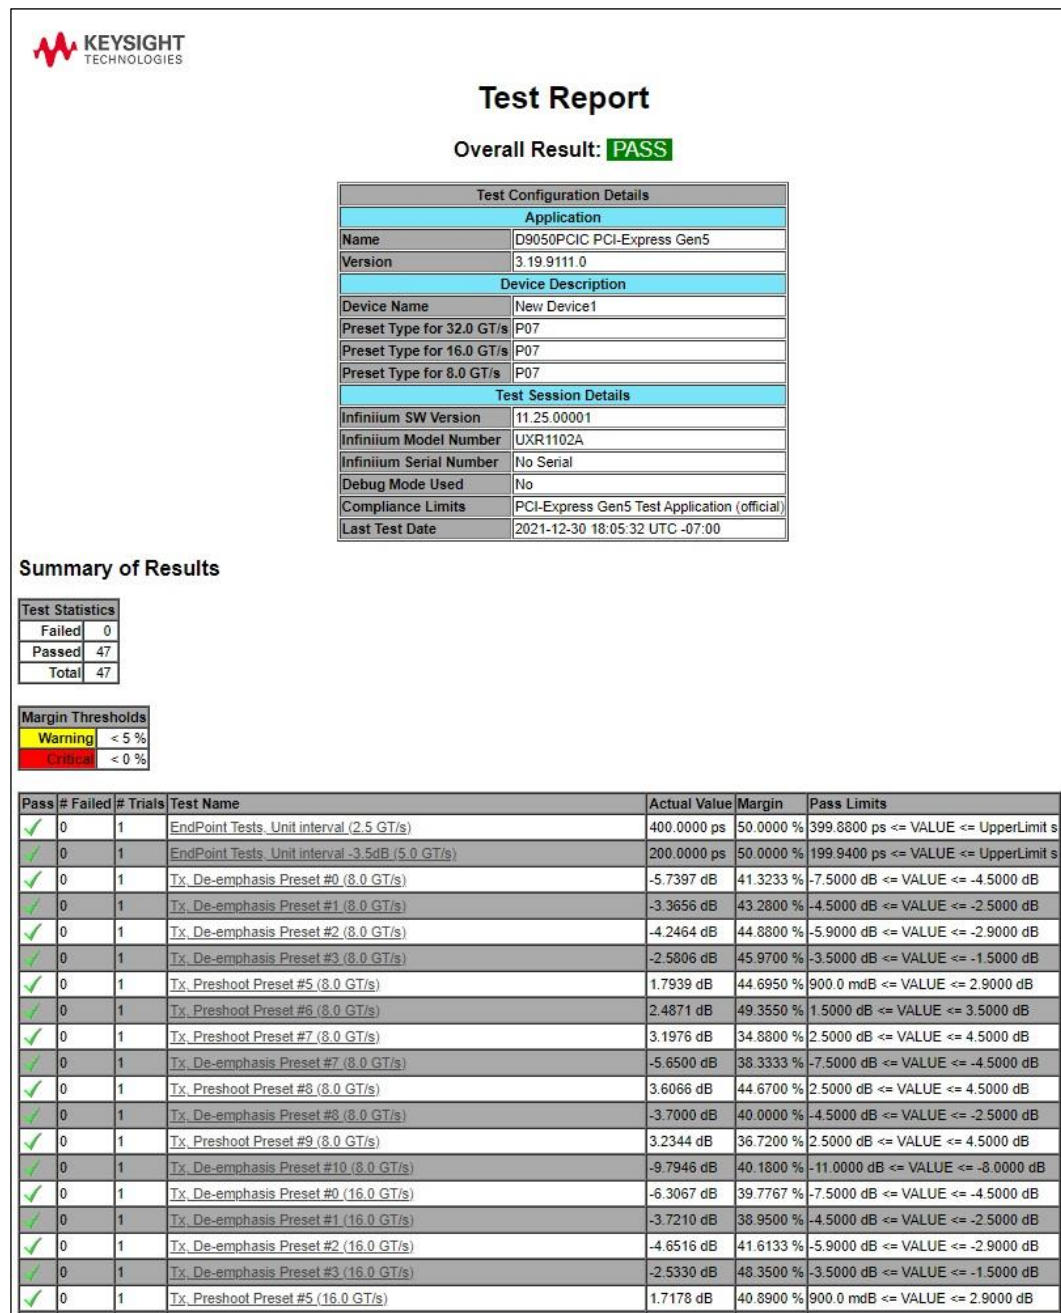 KEYSIGHT
TECHNOLOGIES
Test Report
Overall Result: PASS
Test Configuration Details
Application
Name D9050PCIC PCI-Express Gen5
Version 3.19.9111.0
Device Description
Device Name New Device1
Preset Type for 32.0 GT/s P07
Preset Type for 16.0 GT/s P07
Preset Type for 8.0 GT/s P07
Test Session Details
Infiniium SW Version 11.25.00001
Infiniium Model Number UXR1102A
Infiniium Serial Number No Serial
Debug Mode Used No
Compliance Limits PCI-Express Gen5 Test Application (official)
Last Test Date 2021-12-30 18:05:32 UTC -07:00
Summary of Results
Test Statistics
Failed 0
Passed 47
Total 47
Margin Thresholds
Warning < 5 %
Critical < 0 %
Pass # Failed # Trials Test Name Actual Value Margin Pass Limits
0 1 EndPoint Tests, Unit interval (2.5 GT/s) 400.0000 ps 50.0000 % 399.8800 ps <= VALUE <= UpperLimit s
0 1 EndPoint Tests, Unit interval -3.5dB (5.0 GT/s) 200.0000 ps 50.0000 % 199.9400 ps <= VALUE <= UpperLimit s
0 1 Tx, De-emphasis Preset #0 (8.0 GT/s) -5.7397 dB 41.3233 % -7.5000 dB <= VALUE <= -4.5000 dB
0 1 Tx, De-emphasis Preset #1 (8.0 GT/s) -3.3656 dB 43.2800 % -4.5000 dB <= VALUE <= -2.5000 dB
0 1 Tx, De-emphasis Preset #2 (8.0 GT/s) -4.2464 dB 44.8800 % -5.9000 dB <= VALUE <= -2.9000 dB
0 1 Tx, De-emphasis Preset #3 (8.0 GT/s) -2.5806 dB 45.9700 % -3.5000 dB <= VALUE <= -1.5000 dB
0 1 Tx, Preshoot Preset #5 (8.0 GT/s) 1.7939 dB 44.6950 % 900.0 mdB <= VALUE <= 2.9000 dB
0 1 Tx, Preshoot Preset #6 (8.0 GT/s) 2.4871 dB 49.3550 % 1.5000 dB <= VALUE <= 3.5000 dB
0 1 Tx, Preshoot Preset #7 (8.0 GT/s) 3.1976 dB 34.8800 % 2.5000 dB <= VALUE <= 4.5000 dB
0 1 Tx, De-emphasis Preset #7 (8.0 GT/s) -5.6500 dB 38.3333 % -7.5000 dB <= VALUE <= -4.5000 dB
0 1 Tx, Preshoot Preset #8 (8.0 GT/s) 3.6066 dB 44.6700 % 2.5000 dB <= VALUE <= 4.5000 dB
0 1 Tx, De-emphasis Preset #8 (8.0 GT/s) -3.7000 dB 40.0000 % -4.5000 dB <= VALUE <= -2.5000 dB
0 1 Tx, Preshoot Preset #9 (8.0 GT/s) 3.2344 dB 36.7200 % 2.5000 dB <= VALUE <= 4.5000 dB
0 1 Tx, De-emphasis Preset #10 (8.0 GT/s) -9.7946 dB 40.1800 % -11.0000 dB <= VALUE <= -8.0000 dB
0 1 Tx, De-emphasis Preset #0 (16.0 GT/s) -6.3067 dB 39.7767 % -7.5000 dB <= VALUE <= -4.5000 dB
0 1 Tx, De-emphasis Preset #1 (16.0 GT/s) -3.7210 dB 38.9500 % -4.5000 dB <= VALUE <= -2.5000 dB
0 1 Tx, De-emphasis Preset #2 (16.0 GT/s) -4.6516 dB 41.6133 % -5.9000 dB <= VALUE <= -2.9000 dB
0 1 Tx, De-emphasis Preset #3 (16.0 GT/s) -2.5330 dB 48.3500 % -3.5000 dB <= VALUE <= -1.5000 dB
0 1 Tx, Preshoot Preset #5 (16.0 GT/s) 1.7178 dB 40.8900 % 900.0 mdB <= VALUE <= 2.9000 dB